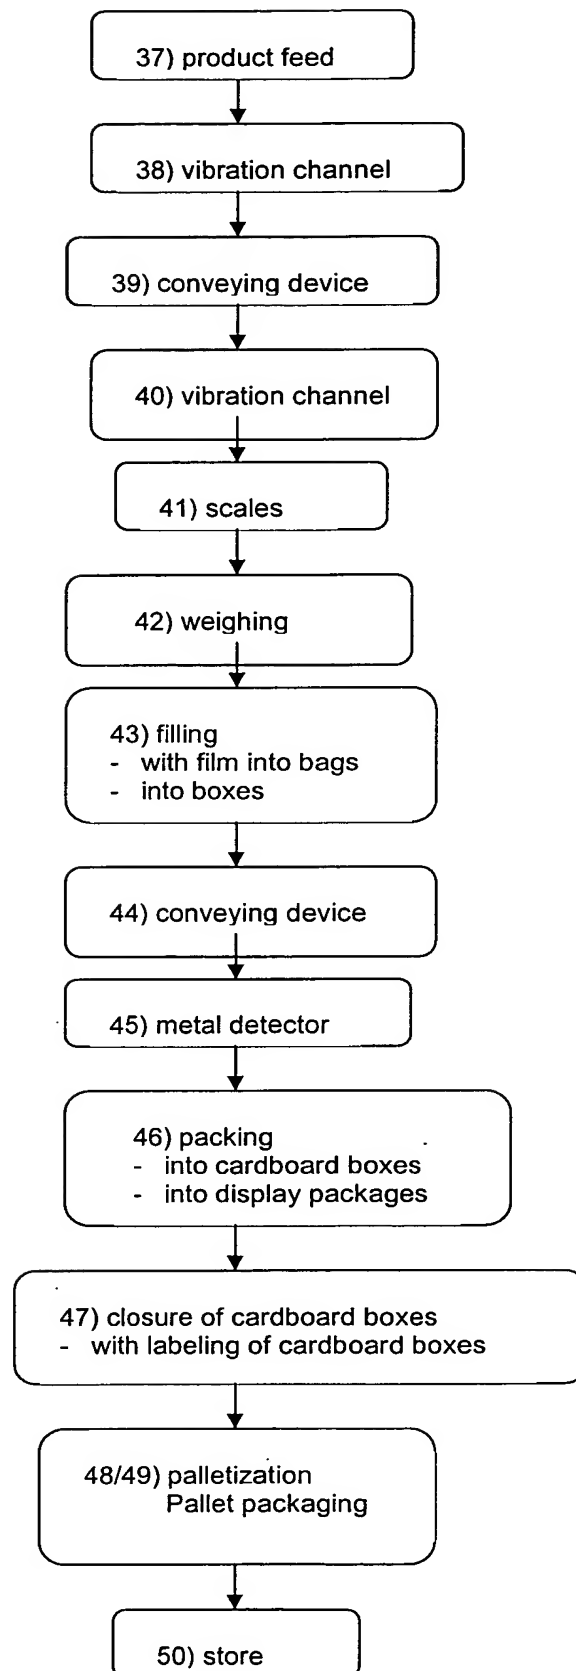 37) product feed
38) vibration channel
39) conveying device
40) vibration channel
41) scales
42) weighing
43) filling
- with film into bags
- into boxes
44) conveying device
45) metal detector
46) packing
- into cardboard boxes
- into display packages
47) closure of cardboard boxes
- with labeling of cardboard boxes
48/49) palletization
Pallet packaging
50) store